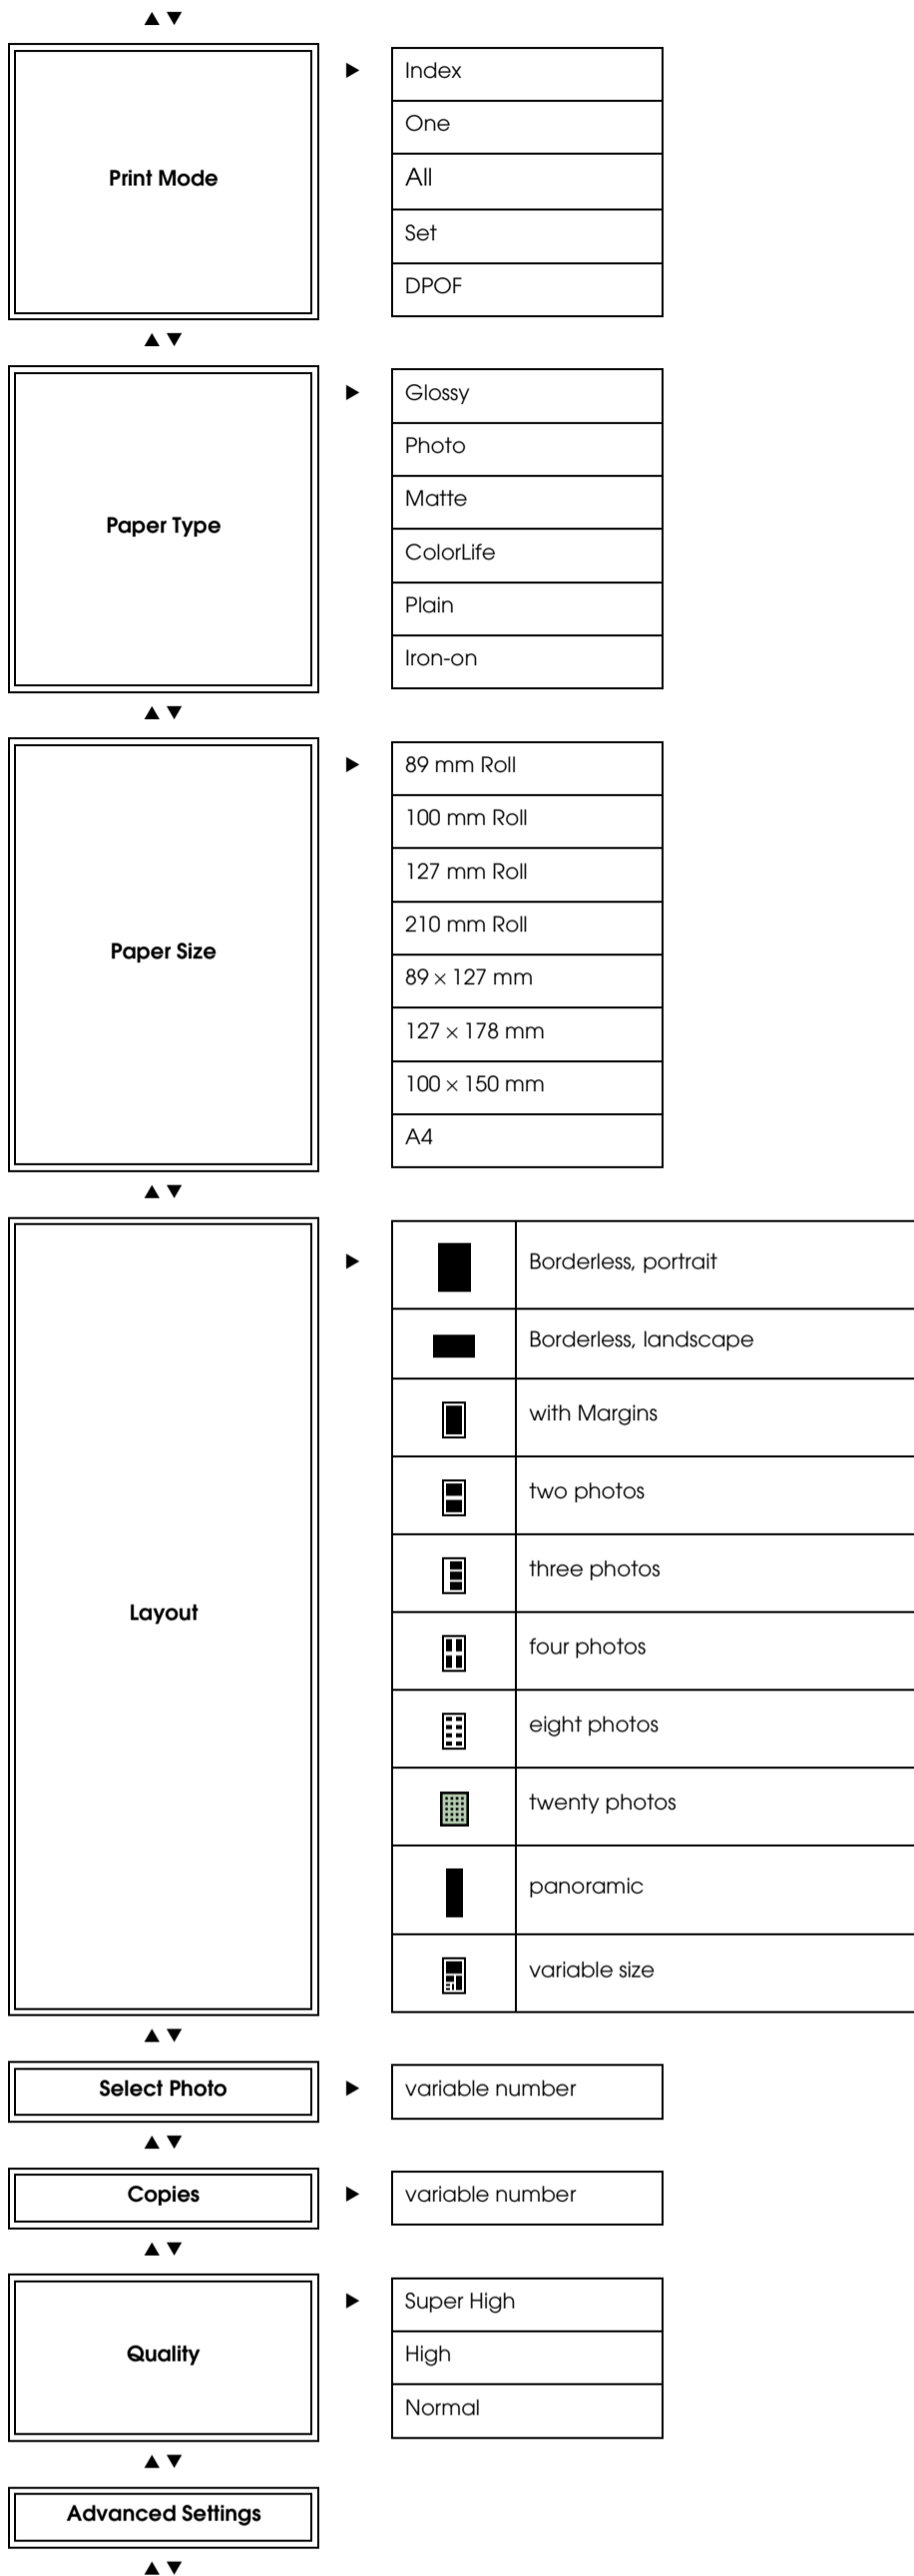 ▲ ▼
Print Mode
▶
Index
One
All
Set
DPOF
▲ ▼
Paper Type
▶
Glossy
Photo
Matte
ColorLife
Plain
Iron-on
▲ ▼
Paper Size
▶
89 mm Roll
100 mm Roll
127 mm Roll
210 mm Roll
89 × 127 mm
127 × 178 mm
100 × 150 mm
A4
▲ ▼
Layout
▶
Borderless, portrait
Borderless, landscape
with Margins
two photos
three photos
four photos
eight photos
twenty photos
panoramic
variable size
▲ ▼
Select Photo
▶
variable number
▲ ▼
Copies
▶
variable number
▲ ▼
Quality
▶
Super High
High
Normal
▲ ▼
Advanced Settings
▲ ▼